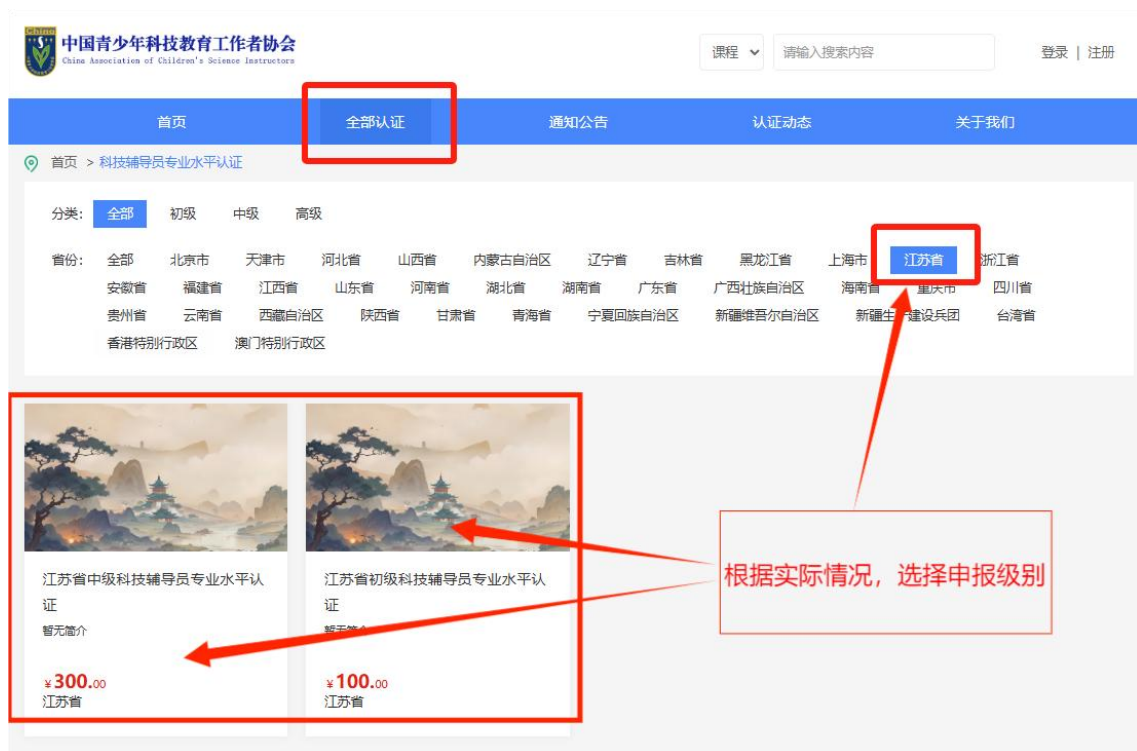 中国青少年科技教育工作者协会
China Association of Children's Science Instructors
课程 请输入搜索内容 登录 | 注册
首页 全部认证 通知公告 认证动态 关于我们
首页 > 科技辅导员专业水平认证
分类: 全部 初级 中级 高级
省份: 全部 北京市 天津市 河北省 山西省 内蒙古自治区 辽宁省 吉林省 黑龙江省 上海市 江苏省 浙江省
安徽省 福建省 江西省 山东省 河南省 湖北省 湖南省 广东省 广西壮族自治区 海南省 重庆市 四川省
贵州省 云南省 西藏自治区 陕西省 甘肃省 青海省 宁夏回族自治区 新疆维吾尔自治区 新疆生产建设兵团 台湾省
香港特别行政区 澳门特别行政区
江苏省中级科技辅导员专业水平认
证
暂无简介
¥300.00
江苏省
江苏省初级科技辅导员专业水平认
证
暂无简介
¥100.00
江苏省
根据实际情况，选择申报级别